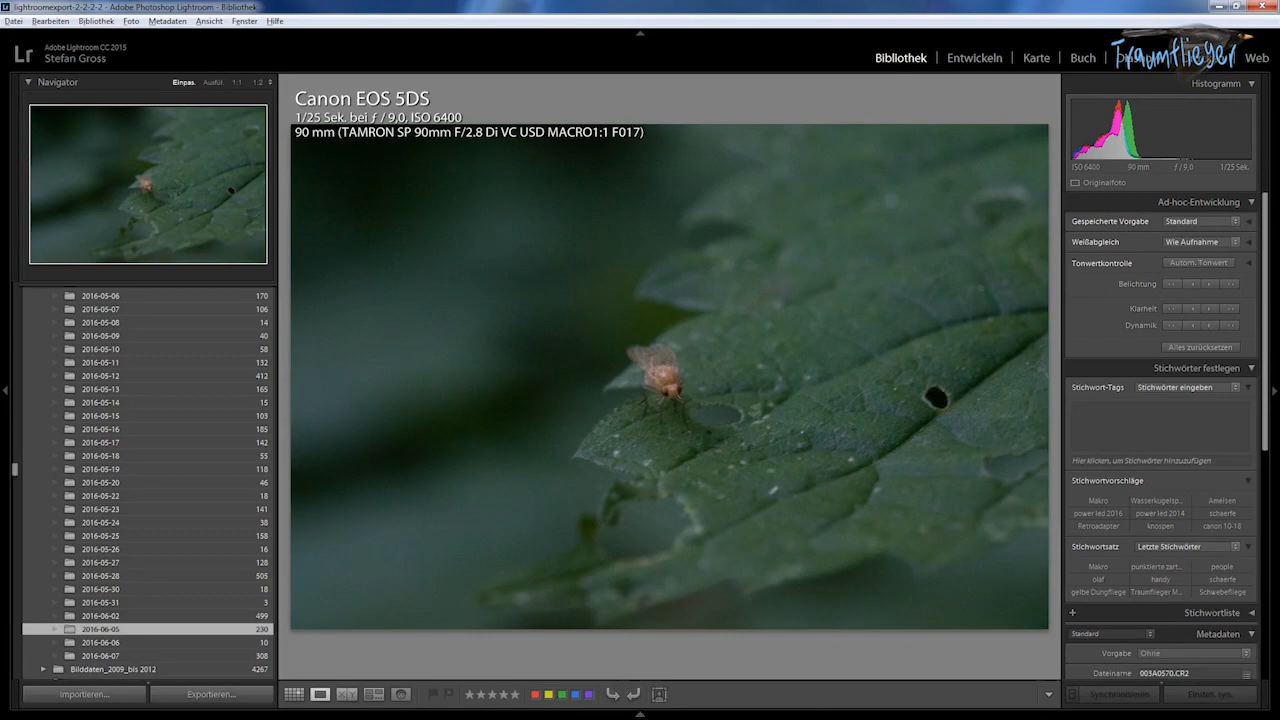 lightroomexport-2-2-2-2 - Adobe Photoshop Lightroom - Bibliothek
Datei Bearbeiten Bibliothek Foto Metadaten Ansicht Fenster Hilfe
Lr Adobe Lightroom CC 2015
Stefan Gross
Bibliothek | Entwickeln | Karte | Buch | Web
Traumflieger
Navigator Einpas. Ausfül. 1:1 1:2
2016-05-06 170
2016-05-07 106
2016-05-08 14
2016-05-09 40
2016-05-10 58
2016-05-11 132
2016-05-12 412
2016-05-13 165
2016-05-14 15
2016-05-15 103
2016-05-16 185
2016-05-17 142
2016-05-18 55
2016-05-19 118
2016-05-20 46
2016-05-22 18
2016-05-23 141
2016-05-24 38
2016-05-25 158
2016-05-26 16
2016-05-27 128
2016-05-28 505
2016-05-30 18
2016-05-31 3
2016-06-02 499
2016-06-05 230
2016-06-06 10
2016-06-07 308
Bilddaten_2009_bis 2012 4267
Importieren... Exportieren...
Canon EOS 5DS
1/25 Sek. bei ƒ / 9,0, ISO 6400
90 mm (TAMRON SP 90mm F/2.8 Di VC USD MACRO1:1 F017)
Histogramm
ISO 6400 90 mm ƒ / 9,0 1/25 Sek.
Originalfoto
Ad-hoc-Entwicklung
Gespeicherte Vorgabe Standard
Weißabgleich Wie Aufnahme
Tonwertkontrolle Autom. Tonwert
Belichtung
Klarheit
Dynamik
Alles zurücksetzen
Stichwörter festlegen
Stichwort-Tags Stichwörter eingeben
Hier klicken, um Stichwörter hinzuzufügen
Stichwortvorschläge
Makro Wasserkugelsp... Ameisen
power led 2016 power led 2014 schaerfe
Retroadapter knospen canon 10-18
Stichwortsatz Letzte Stichwörter
Makro punktierte zart... people
olaf handy schaerfe
gelbe Dungfliege Traumflieger M... Schwebefliege
+ Stichwortliste
Standard Metadaten
Vorgabe Ohne
Dateiname 003A0570.CR2
Synchronisieren Einstell. syn.